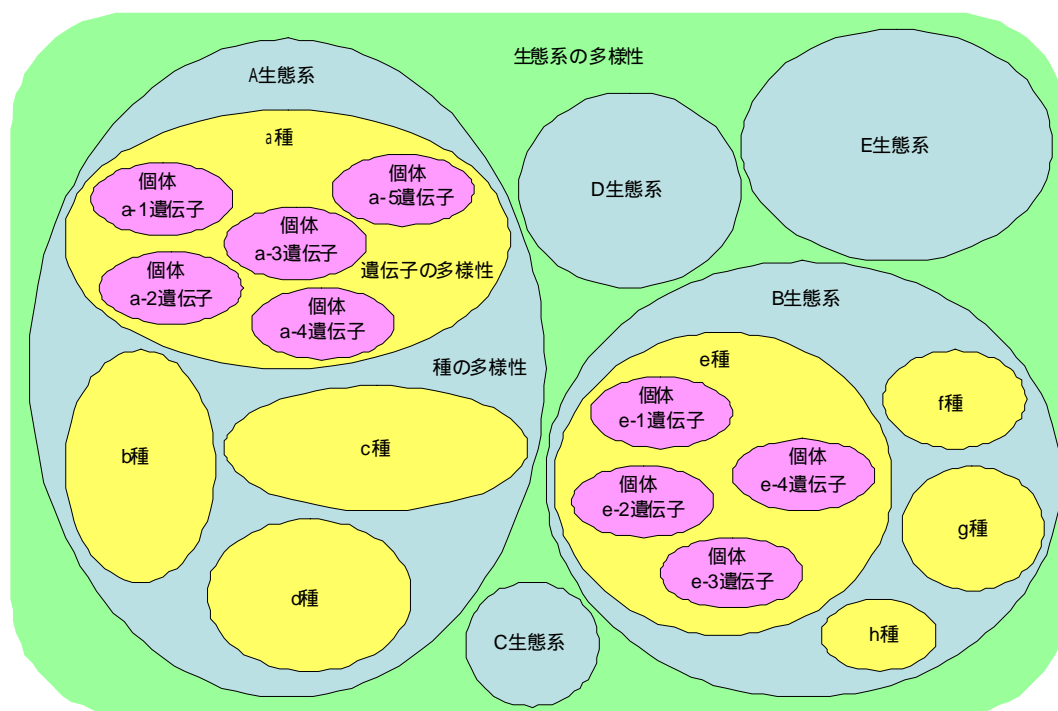 生態系の多様性
A生態系
a種
個体
a-1遺伝子
個体
a-5遺伝子
個体
a-3遺伝子
個体
a-2遺伝子
遺伝子の多様性
個体
a-4遺伝子
種の多様性
b種
c種
d種
E生態系
D生態系
B生態系
e種
個体
e-1遺伝子
個体
e-4遺伝子
個体
e-2遺伝子
個体
e-3遺伝子
f種
g種
h種
C生態系